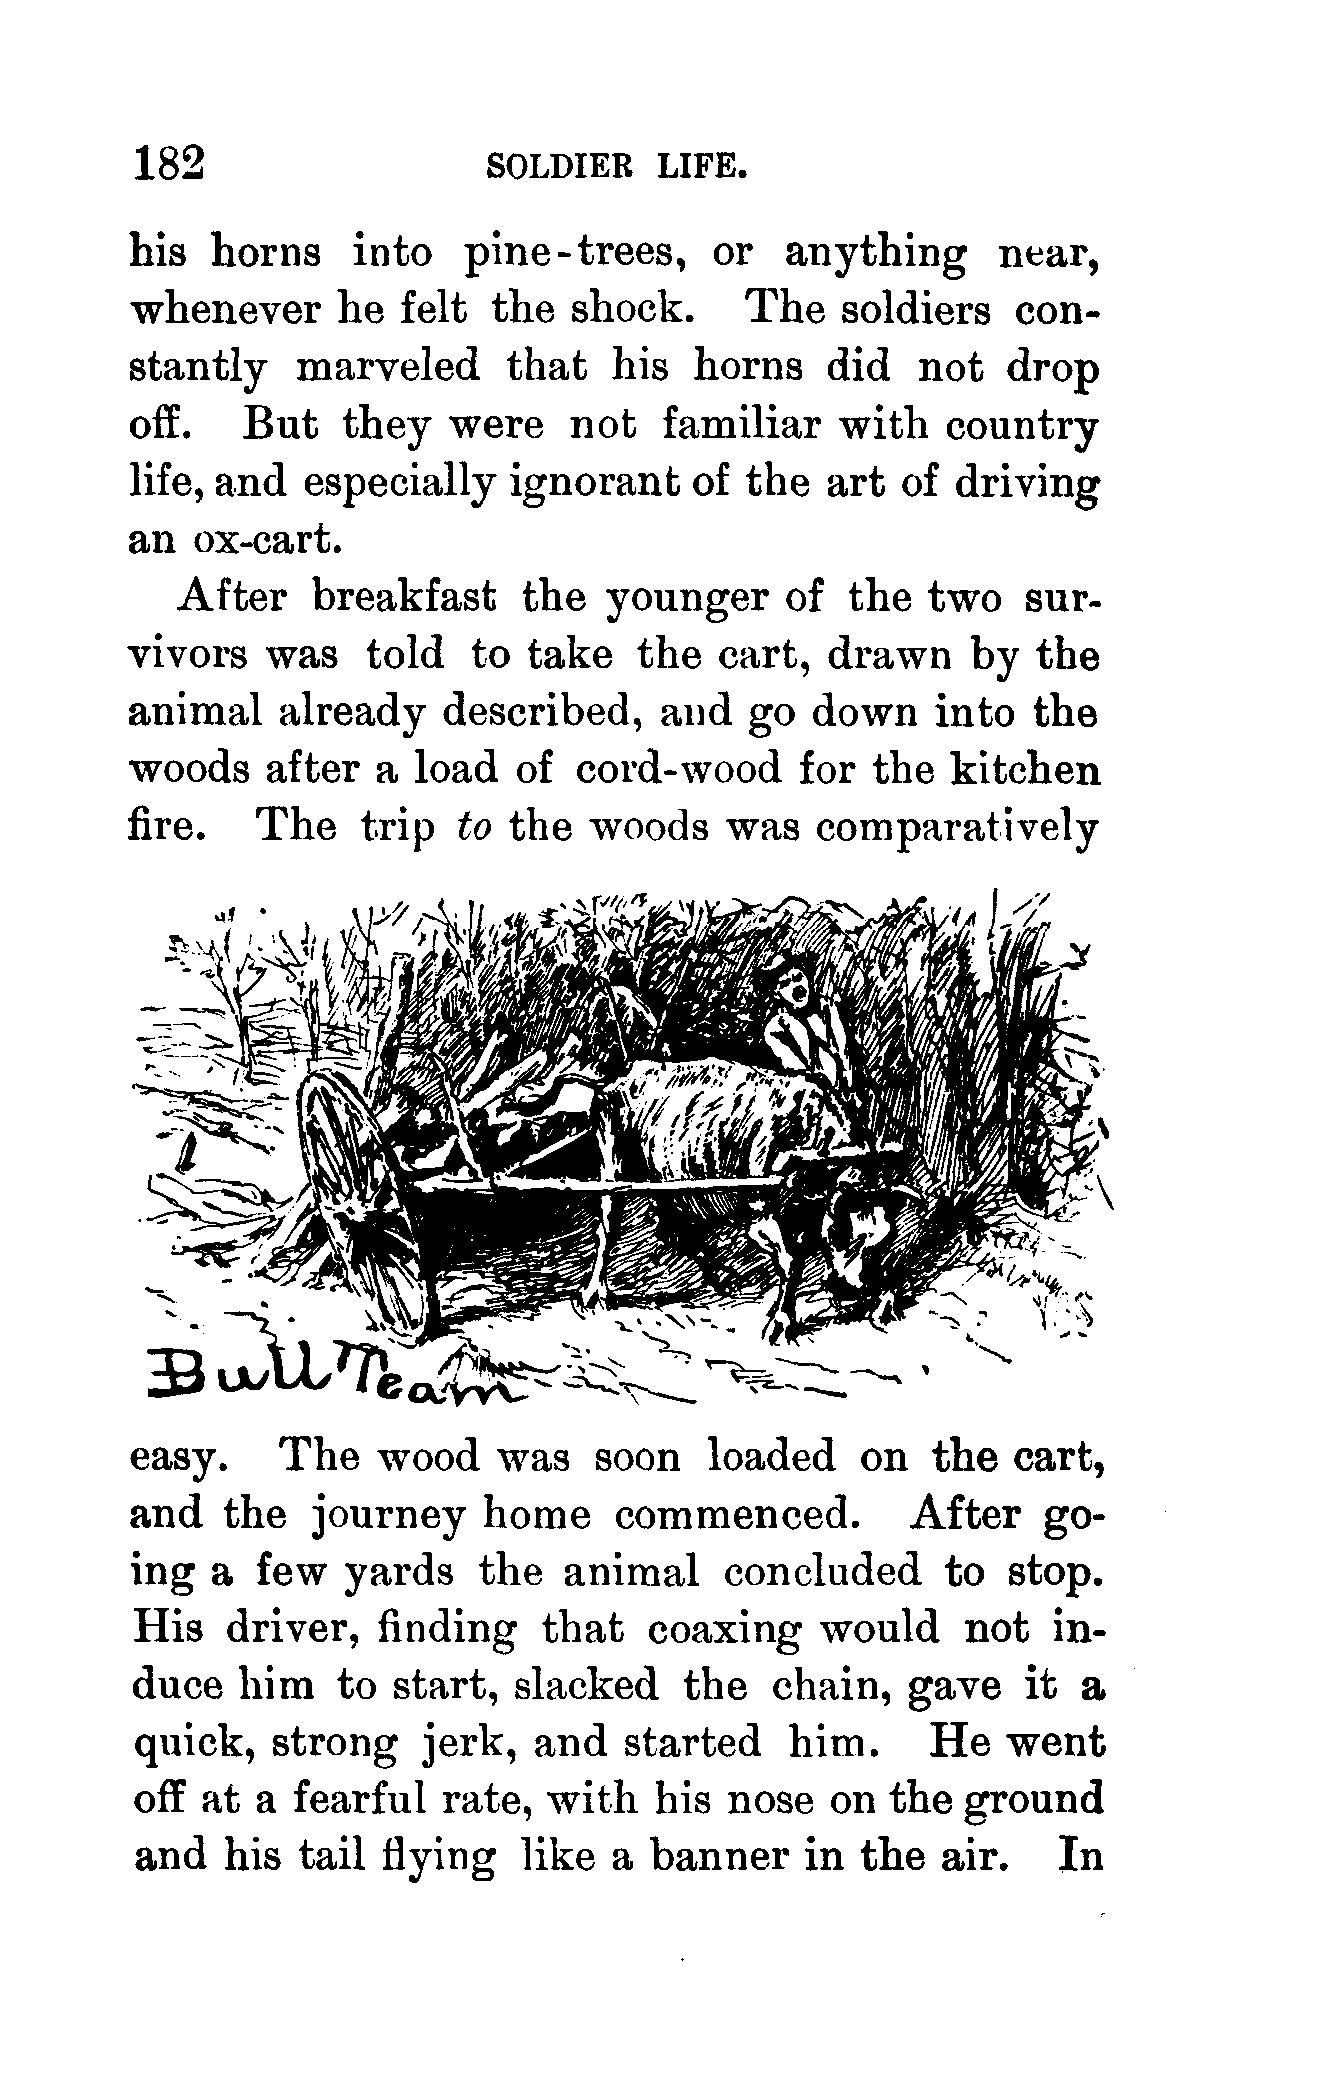 182 SOLDIER LIFE.
his horns into pine-trees, or anything near,
whenever he felt the shock. The soldiers con-
stantly marveled that his horns did not drop
off. But they were not familiar with country
life, and especially ignorant of the art of driving
an ox-cart.
After breakfast the younger of the two sur-
vivors was told to take the cart, drawn by the
animal already described, and go down into the
woods after a load of cord-wood for the kitchen
fire. The trip to the woods was comparatively
Bull Team
easy. The wood was soon loaded on the cart,
and the journey home commenced. After go-
ing a few yards the animal concluded to stop.
His driver, finding that coaxing would not in-
duce him to start, slacked the chain, gave it a
quick, strong jerk, and started him. He went
off at a fearful rate, with his nose on the ground
and his tail flying like a banner in the air. In